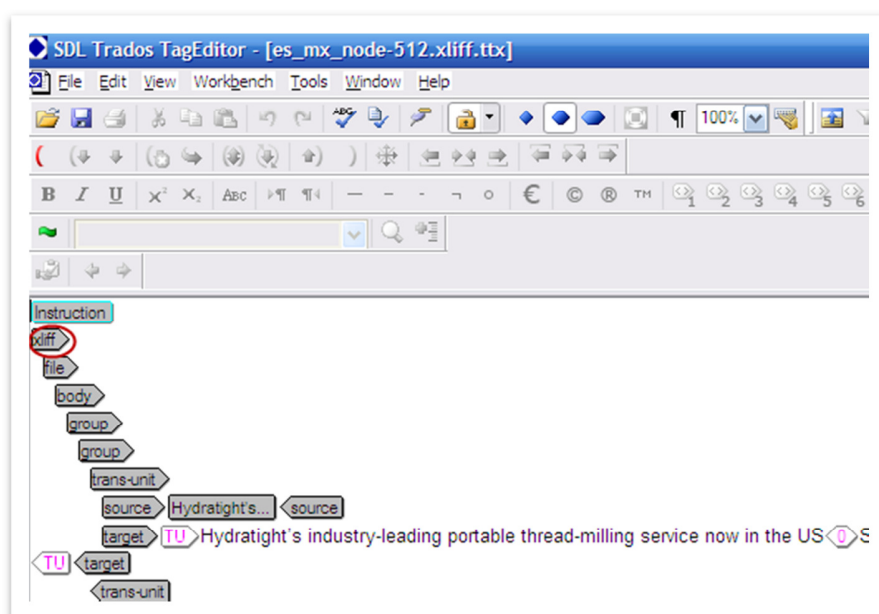 SDL Trados TagEditor - [es_mx_node-512.xliff.ttx]
File Edit View Workbench Tools Window Help
ABC ¶ 100%
B I U x² X₂ ABC ¶ ¶ — – - ¬ ○ € © ® TM 1 2 3 4 5 6
Instruction
xliff
file
body
group
group
trans-unit
source Hydratight's... source
target TU Hydratight's industry-leading portable thread-milling service now in the US 0 S
TU target
trans-unit